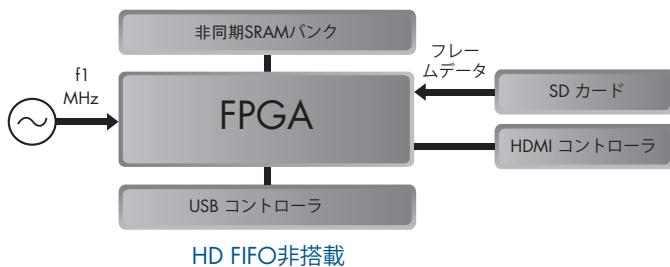 非同期SRAMバンク
f1
MHz
FPGA
フレー
ムデータ
SD カード
HDMI コントローラ
USB コントローラ
HD FIFO非搭載